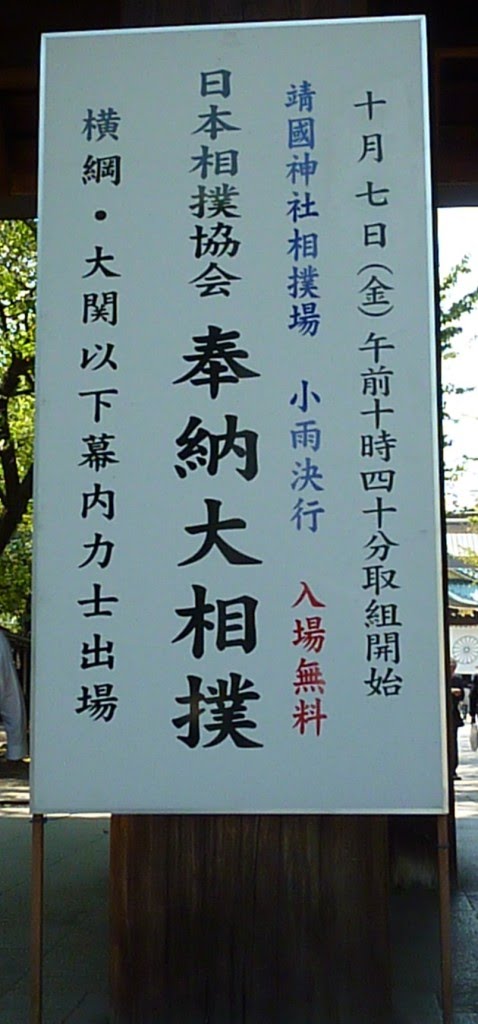 十月七日(金)午前十時四十分取組開始
靖國神社相撲場 小雨決行 入場無料
日本相撲協会 奉納大相撲
横綱・大関以下幕内力士出場